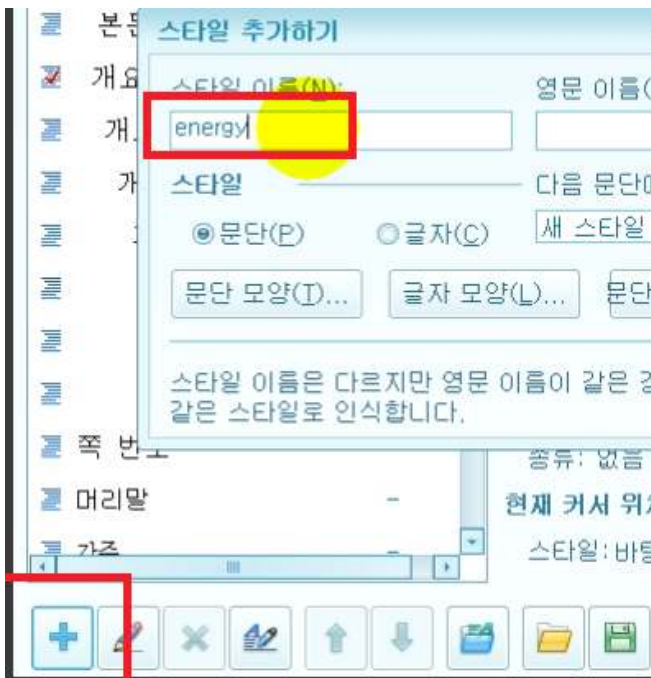 스타일 추가하기
개요
스타일 이름(N):
영문 이름(
energy
스타일
다음 문단에
문단(P)
글자(C)
새 스타일
문단 모양(T)...
글자 모양(L)...
문단
스타일 이름은 다르지만 영문 이름이 같은
같은 스타일로 인식합니다.
쪽 번호
종류: 없음
머리말
-
현재 커서 위치
각주
-
스타일:바탕